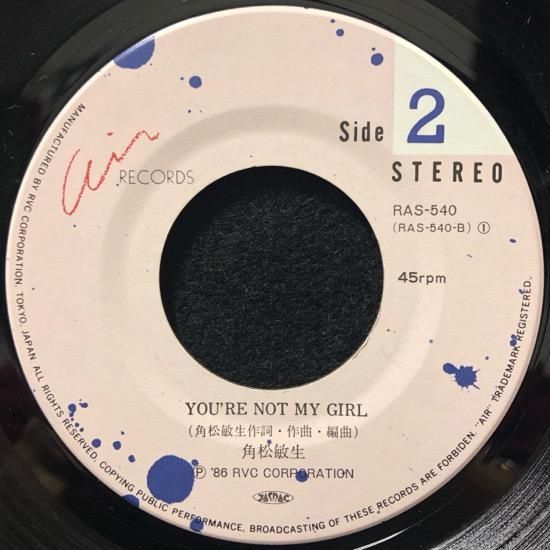 Side 2
STEREO
Air RECORDS
RAS-540
(RAS-540-B) ①
45rpm
YOU'RE NOT MY GIRL
(角松敏生作詞・作曲・編曲)
角松敏生
Ⓟ '86 RVC CORPORATION
JASRAC
MANUFACTURED BY RVC CORPORATION, TOKYO, JAPAN. ALL RIGHTS RESERVED. COPYING PUBLIC PERFORMANCE, BROADCASTING OF THESE RECORDS ARE FORBIDDEN. "AIR" TRADEMARK REGISTERED.